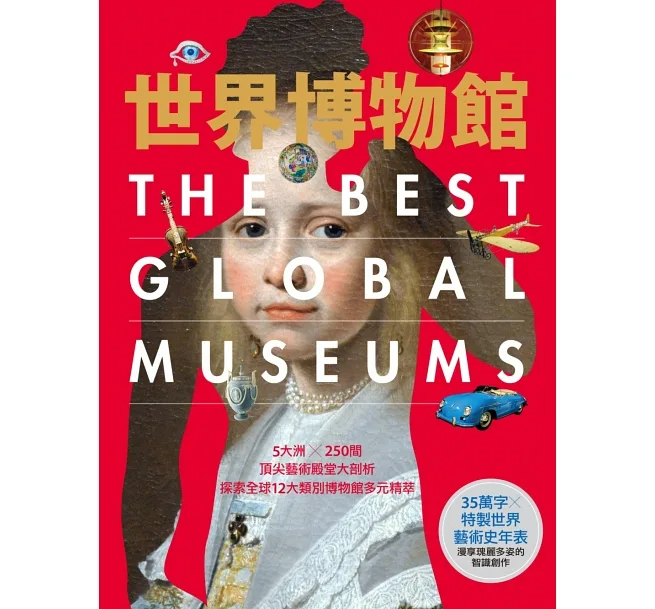 世界博物館
THE BEST
GLOBAL
MUSEUMS
5大洲×250間
頂尖藝術殿堂大剖析
探索全球12大類別博物館多元精萃
35萬字×
特製世界
藝術史年表
漫享瑰麗多姿的
智識創作